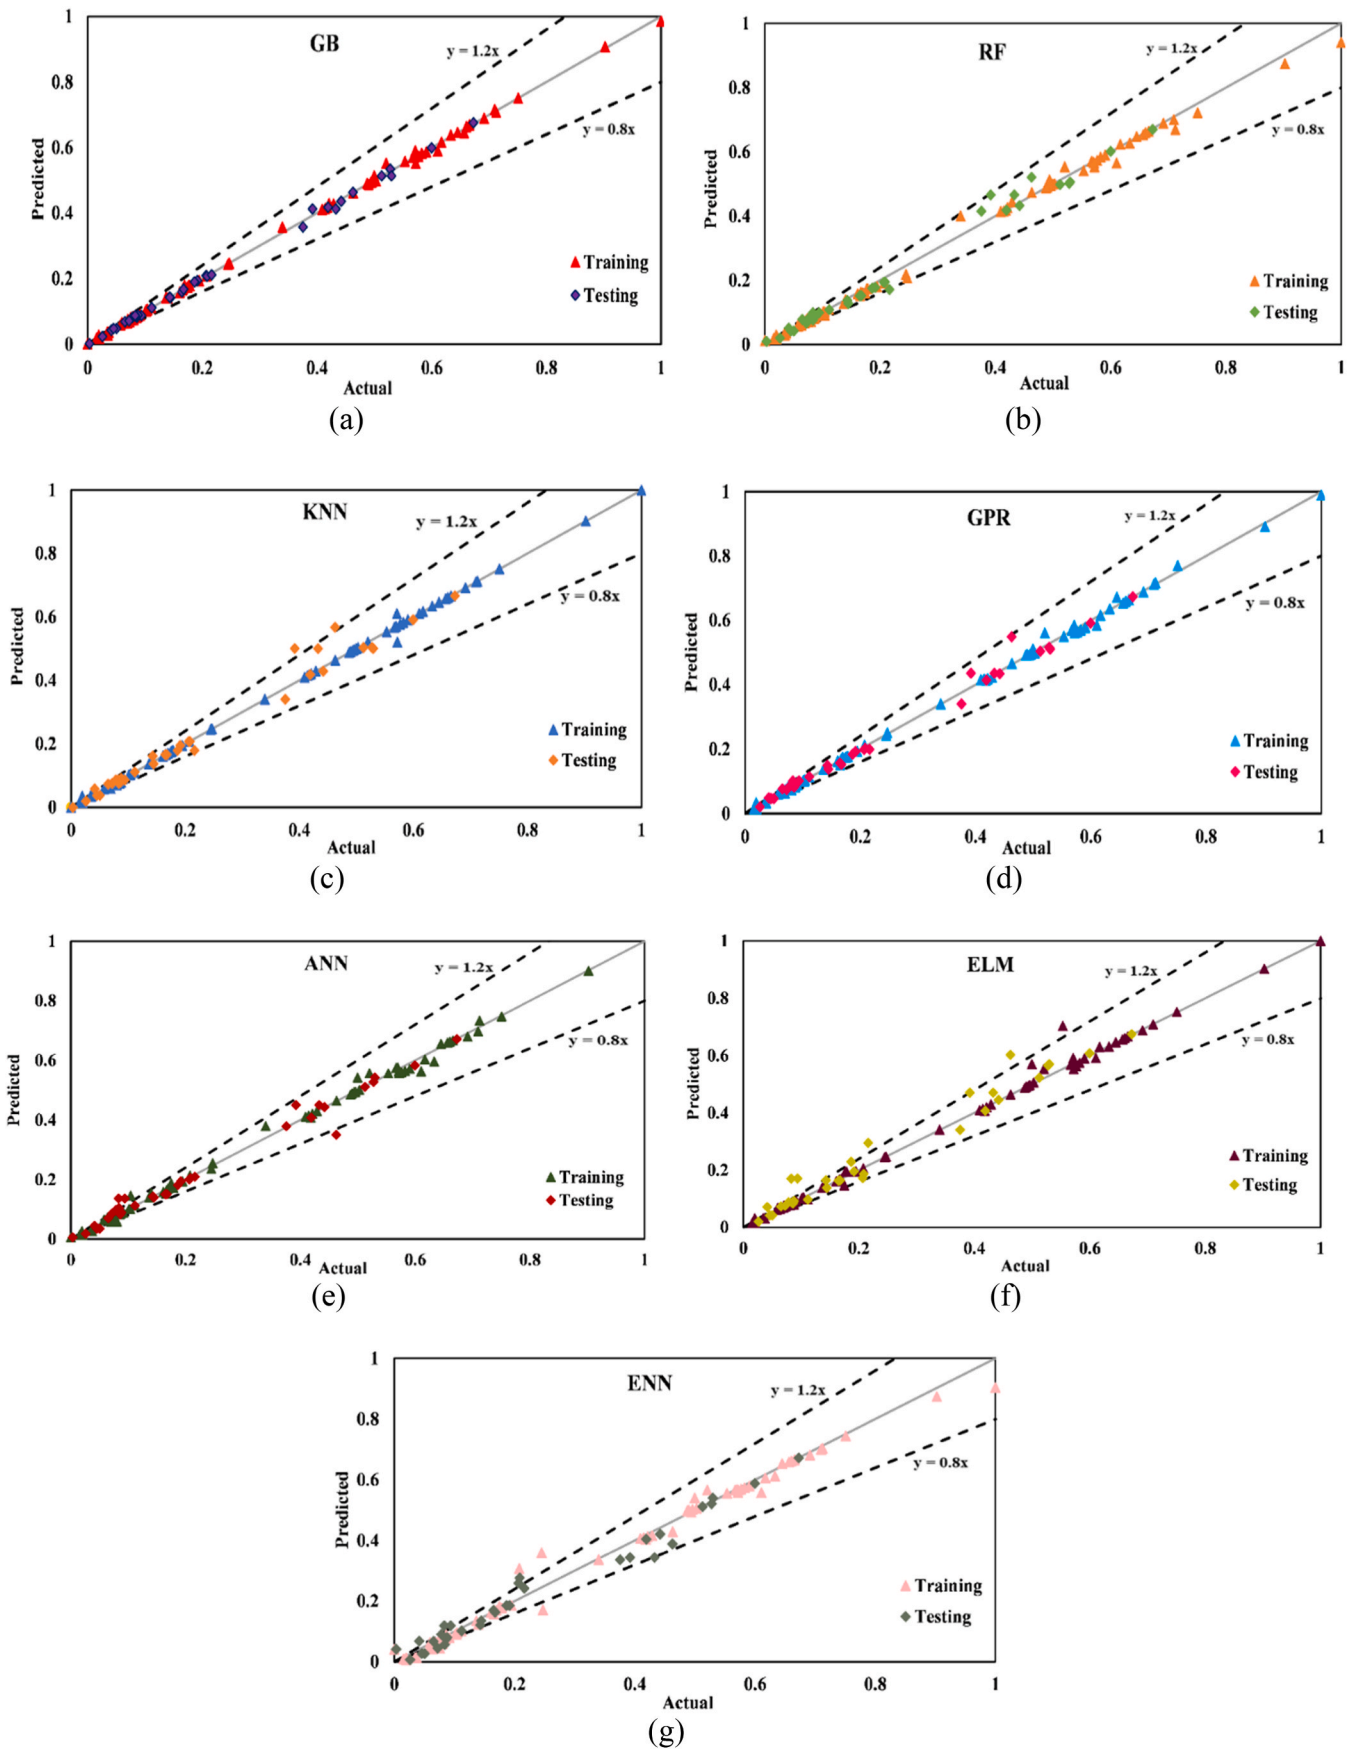 GB
y = 1.2x
y = 0.8x
Predicted
1
0.8
0.6
0.4
0.2
0
Training
Testing
0 0.2 0.4 0.6 0.8 1
Actual
(a)
RF
y = 1.2x
y = 0.8x
Predicted
1
0.8
0.6
0.4
0.2
0
Training
Testing
0 0.2 0.4 0.6 0.8 1
Actual
(b)
KNN
y = 1.2x
y = 0.8x
Predicted
1
0.8
0.6
0.4
0.2
0
Training
Testing
0 0.2 0.4 0.6 0.8 1
Actual
(c)
GPR
y = 1.2x
y = 0.8x
Predicted
1
0.8
0.6
0.4
0.2
0
Training
Testing
0 0.2 0.4 0.6 0.8 1
Actual
(d)
ANN
y = 1.2x
y = 0.8x
Predicted
1
0.8
0.6
0.4
0.2
0
Training
Testing
0 0.2 0.4 0.6 0.8 1
Actual
(e)
ELM
y = 1.2x
y = 0.8x
Predicted
1
0.8
0.6
0.4
0.2
0
Training
Testing
0 0.2 0.4 0.6 0.8 1
Actual
(f)
ENN
y = 1.2x
y = 0.8x
Predicted
1
0.8
0.6
0.4
0.2
0
Training
Testing
0 0.2 0.4 0.6 0.8 1
Actual
(g)